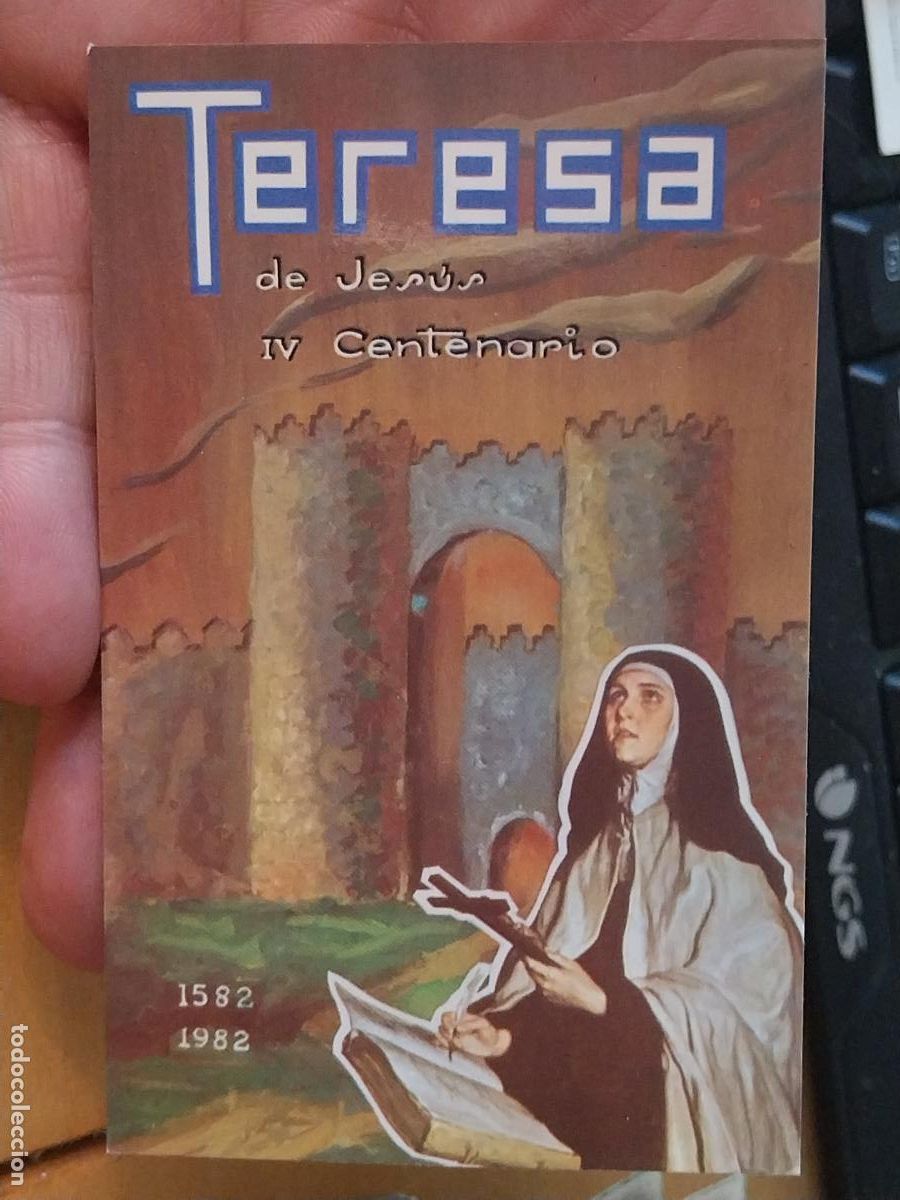 Teresa
de Jesús
IV Centenario
1582
1982
NGS
todocoleccion